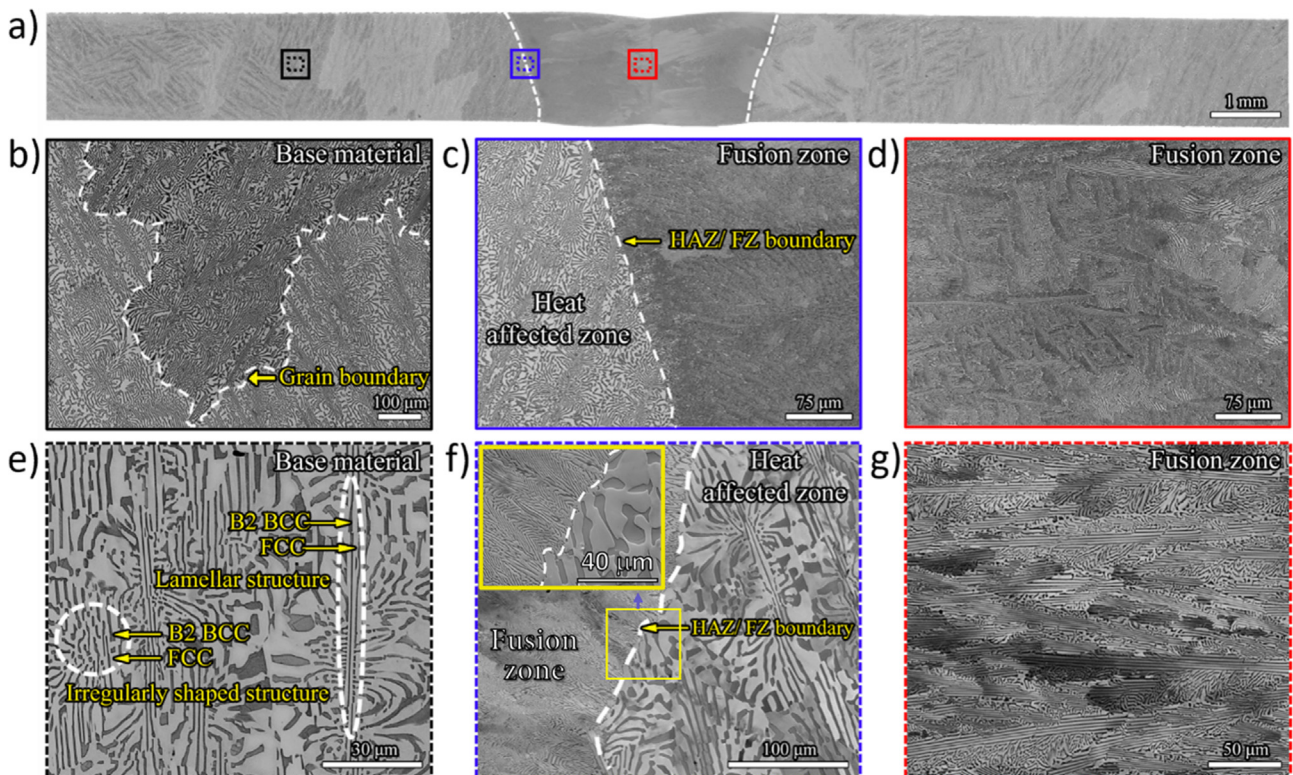 a)
1 mm
b)
Base material
Grain boundary
100 μm
c)
Fusion zone
HAZ/ FZ boundary
Heat
affected zone
75 μm
d)
Fusion zone
75 μm
e)
Base material
B2 BCC
FCC
Lamellar structure
B2 BCC
FCC
Irregularly shaped structure
30 μm
f)
Heat
affected zone
40 μm
HAZ/ FZ boundary
Fusion
zone
100 μm
g)
Fusion zone
50 μm